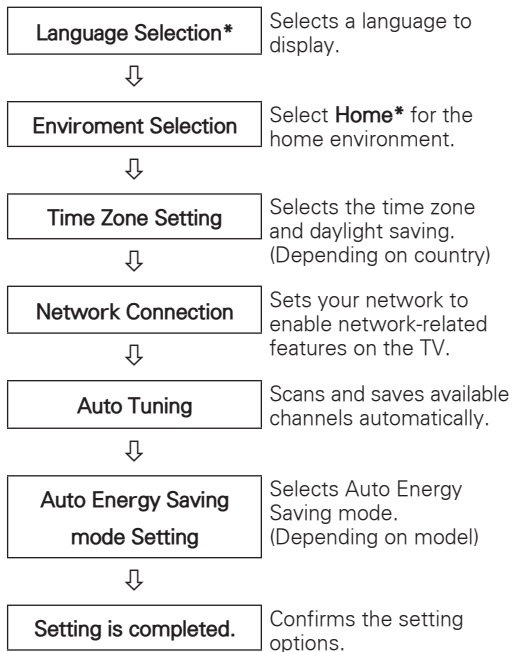 Language Selection*
Selects a language to
display.
⇩
Enviroment Selection
Select Home* for the
home environment.
⇩
Time Zone Setting
Selects the time zone
and daylight saving.
(Depending on country)
⇩
Network Connection
Sets your network to
enable network-related
features on the TV.
⇩
Auto Tuning
Scans and saves available
channels automatically.
⇩
Auto Energy Saving
mode Setting
Selects Auto Energy
Saving mode.
(Depending on model)
⇩
Setting is completed.
Confirms the setting
options.